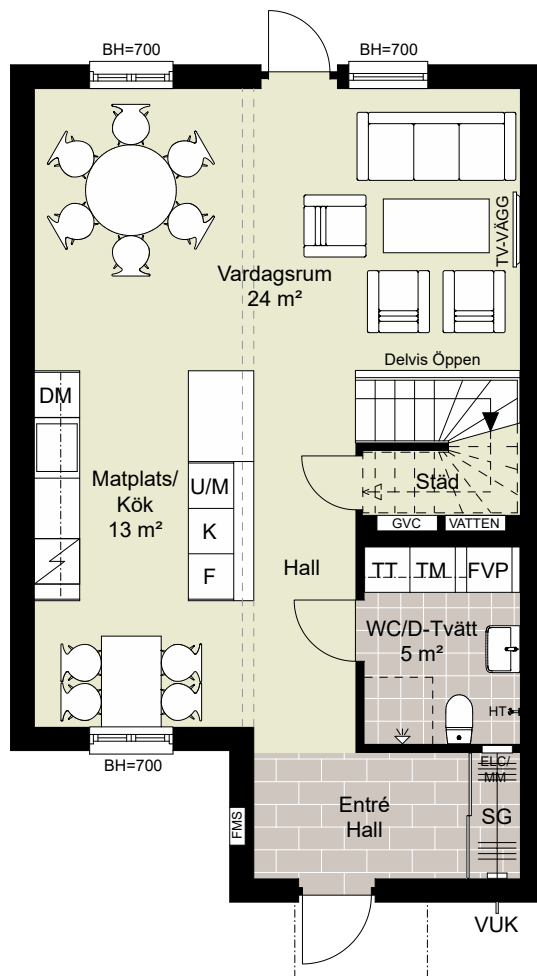 BH=700
BH=700
TV-VÄGG
Vardagsrum
24 m²
Delvis Öppen
DM
Matplats/
Kök
13 m²
U/M
K
F
Städ
GVC
VATTEN
Hall
TT
TM
FVP
WC/D-Tvätt
5 m²
HT
BH=700
ELC/
MM
FMS
Entré
Hall
SG
VUK